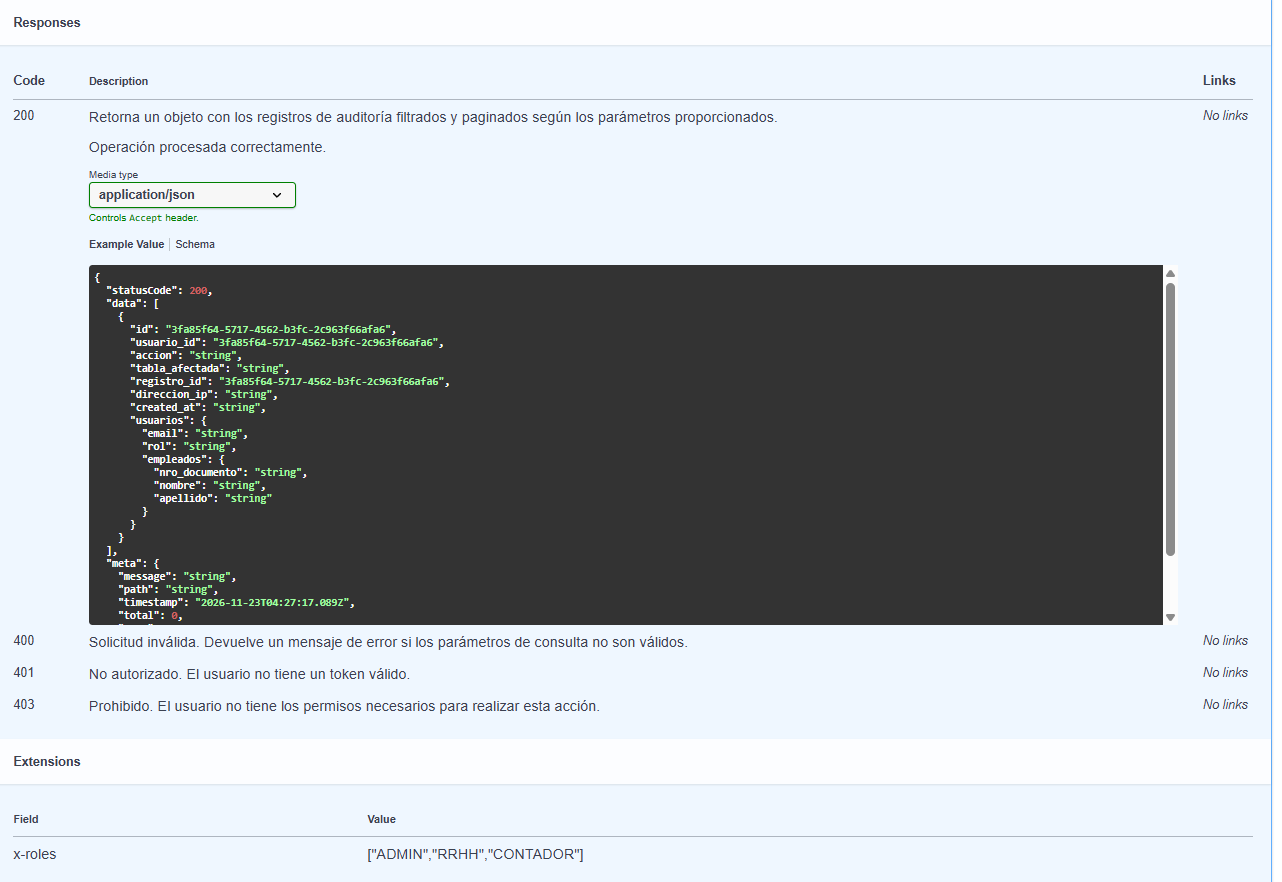 Responses
Code Description Links
200 Retorna un objeto con los registros de auditoría filtrados y paginados según los parámetros proporcionados. No links
Operación procesada correctamente.
Media type
application/json
Controls Accept header.
Example Value Schema
{
  "statusCode": 200,
  "data": [
    {
      "id": "3fa85f64-5717-4562-b3fc-2c963f66afa6",
      "usuario_id": "3fa85f64-5717-4562-b3fc-2c963f66afa6",
      "accion": "string",
      "tabla_afectada": "string",
      "registro_id": "3fa85f64-5717-4562-b3fc-2c963f66afa6",
      "direccion_ip": "string",
      "created_at": "string",
      "usuarios": {
        "email": "string",
        "rol": "string",
        "empleados": {
          "nro_documento": "string",
          "nombre": "string",
          "apellido": "string"
        }
      }
    }
  ],
  "meta": {
    "message": "string",
    "path": "string",
    "timestamp": "2026-11-23T04:27:17.089Z",
    "total": 0,
400 Solicitud inválida. Devuelve un mensaje de error si los parámetros de consulta no son válidos. No links
401 No autorizado. El usuario no tiene un token válido. No links
403 Prohibido. El usuario no tiene los permisos necesarios para realizar esta acción. No links
Extensions
Field Value
x-roles ["ADMIN","RRHH","CONTADOR"]